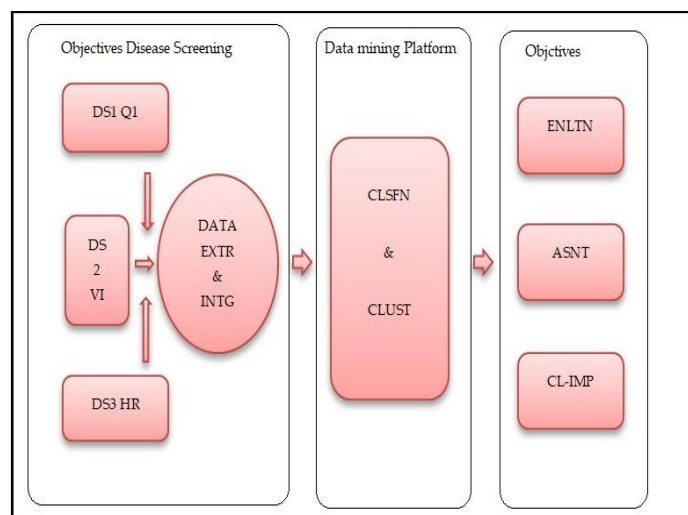 Objectives Disease Screening
DS1 Q1
DS
2
VI
DS3 HR
DATA
EXTR
&
INTG
Data mining Platform
CLSFN
&
CLUST
Objctives
ENLTN
ASNT
CL-IMP